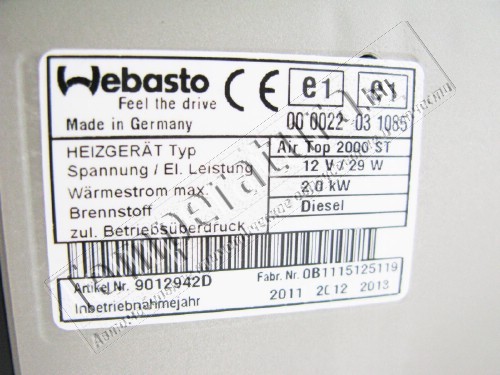 Webasto CE e1 e1
Feel the drive
Made in Germany 00 0022 03 1085
HEIZGERÄT Typ Air Top 2000 ST
Spannung / El. Leistung 12 V / 29 W
Wärmestrom max. 2.0 kW
Brennstoff Diesel
zul. Betriebsüberdruck
Artikel Nr. 9012942D Fabr. Nr. 0B1115125119
Inbetriebnahmejahr 2011 2012 2013